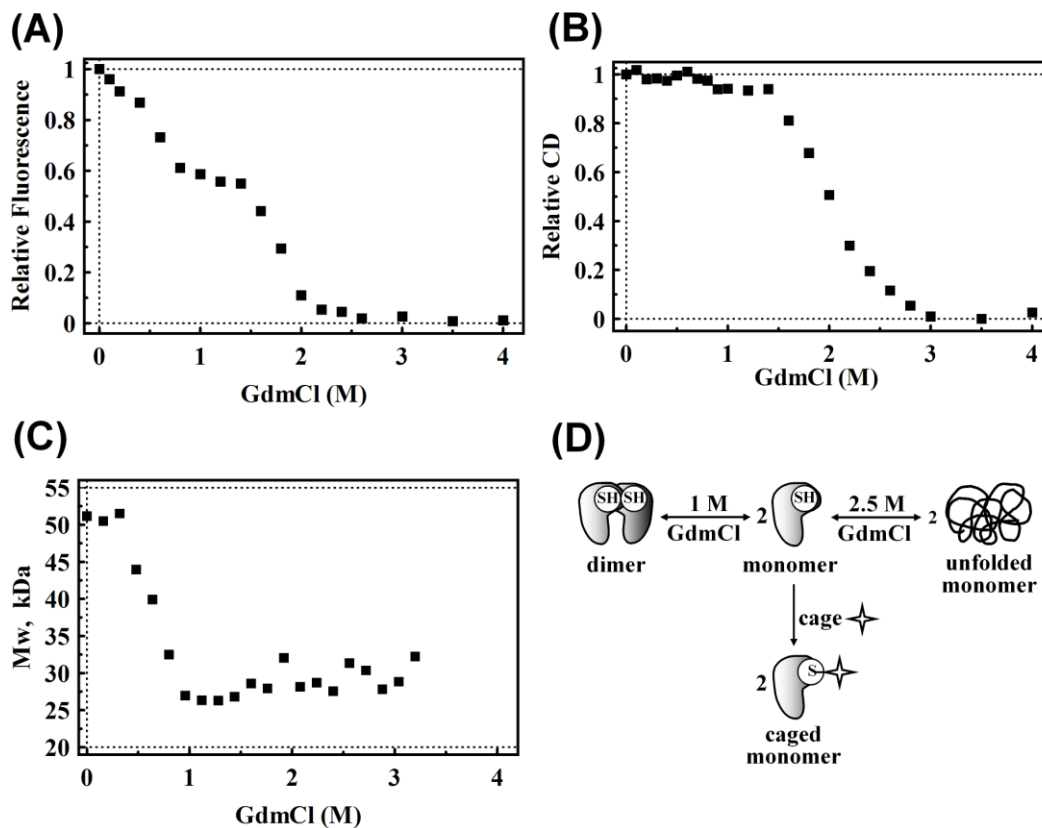 (A)
1
0.8
0.6
0.4
0.2
0
Relative Fluorescence
0 1 2 3 4
GdmCl (M)
(B)
1
0.8
0.6
0.4
0.2
0
Relative CD
0 1 2 3 4
GdmCl (M)
(C)
55
50
45
40
35
30
25
20
Mw, kDa
0 1 2 3 4
GdmCl (M)
(D)
SH SH 1 M 2 SH 2.5 M 2
GdmCl GdmCl
dimer monomer unfolded
monomer
cage
2 S
caged
monomer